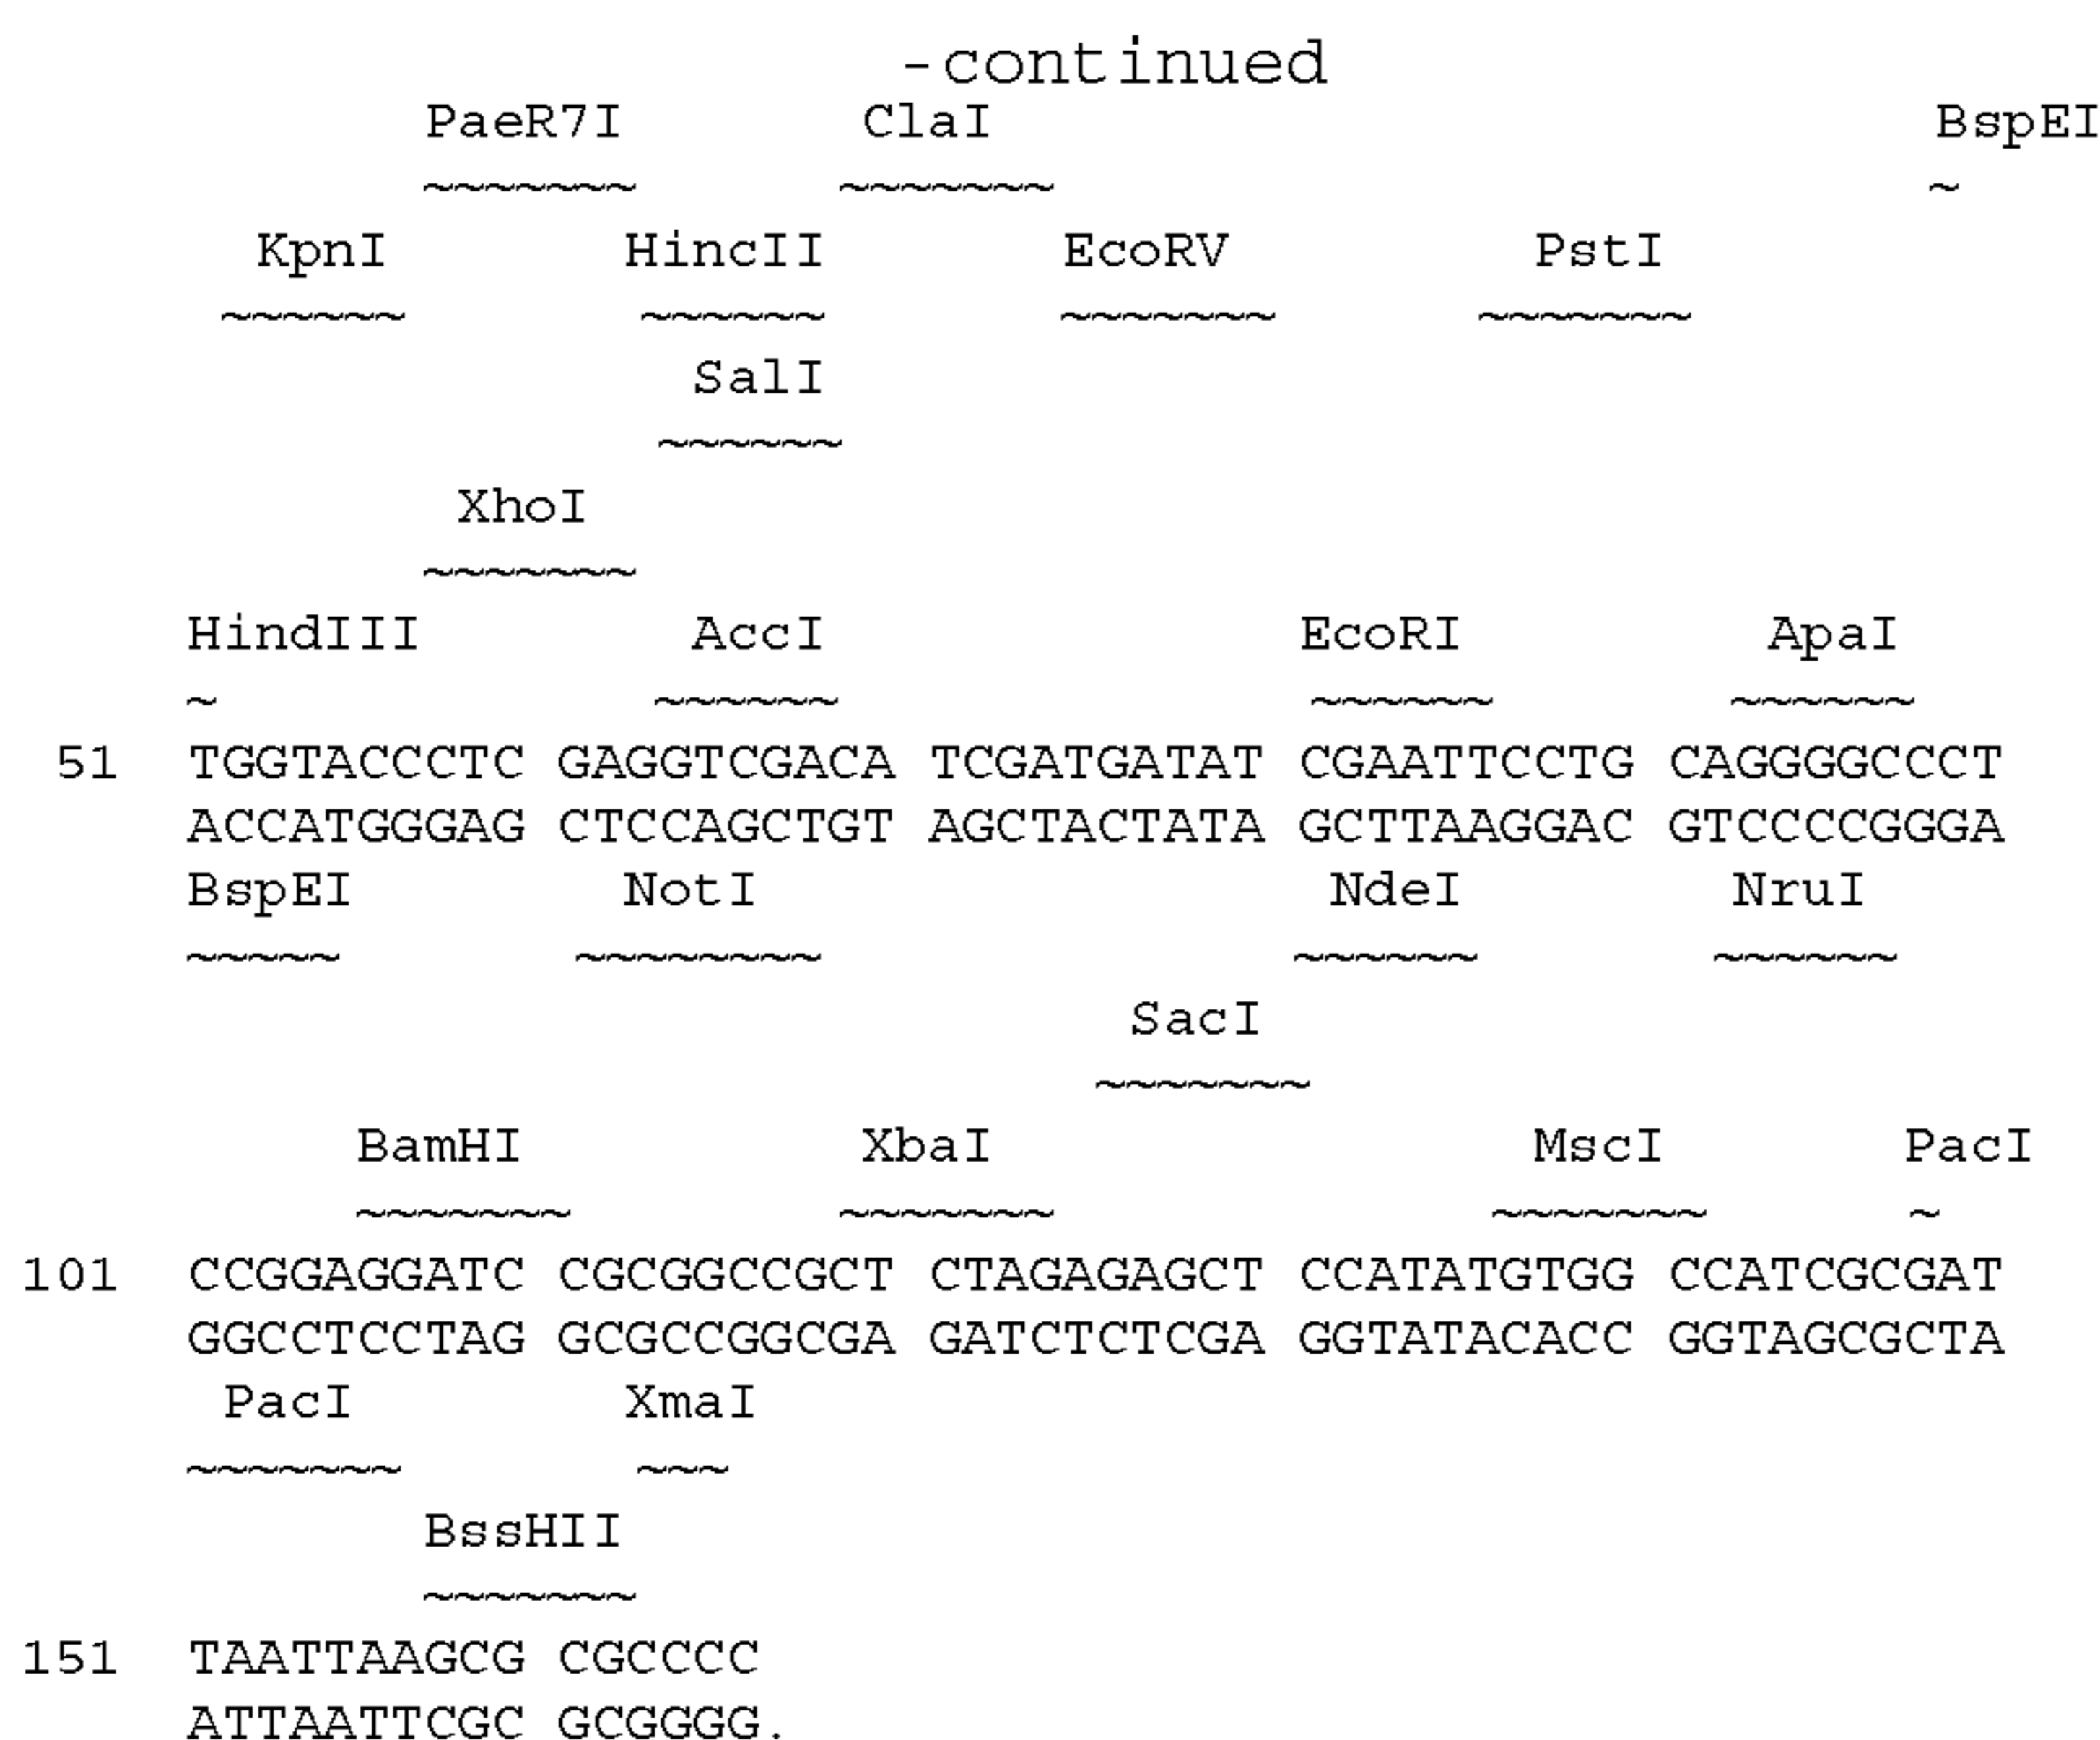 -continued
PaeR7I ClaI BspEI
~~~~~~~ ~~~~~~~ ~
KpnI HincII EcoRV PstI
~~~~~~ ~~~~~~ ~~~~~~~ ~~~~~~~
SalI
~~~~~~
XhoI
~~~~~~~
HindIII AccI EcoRI ApaI
~ ~~~~~~ ~~~~~~ ~~~~~~
51 TGGTACCCTC GAGGTCGACA TCGATGATAT CGAATTCCTG CAGGGGCCCT
ACCATGGGAG CTCCAGCTGT AGCTACTATA GCTTAAGGAC GTCCCCGGGA
BspEI NotI NdeI NruI
~~~~~ ~~~~~~~~ ~~~~~~ ~~~~~~
SacI
~~~~~~~
BamHI XbaI MscI PacI
~~~~~~~ ~~~~~~~ ~~~~~~~ ~
101 CCGGAGGATC CGCGGCCGCT CTAGAGAGCT CCATATGTGG CCATCGCGAT
GGCCTCCTAG GCGCCGGCGA GATCTCTCGA GGTATACACC GGTAGCGCTA
PacI XmaI
~~~~~~~ ~~~
BssHII
~~~~~~~
151 TAATTAAGCG CGCCCC
ATTAATTCGC GCGGGG.